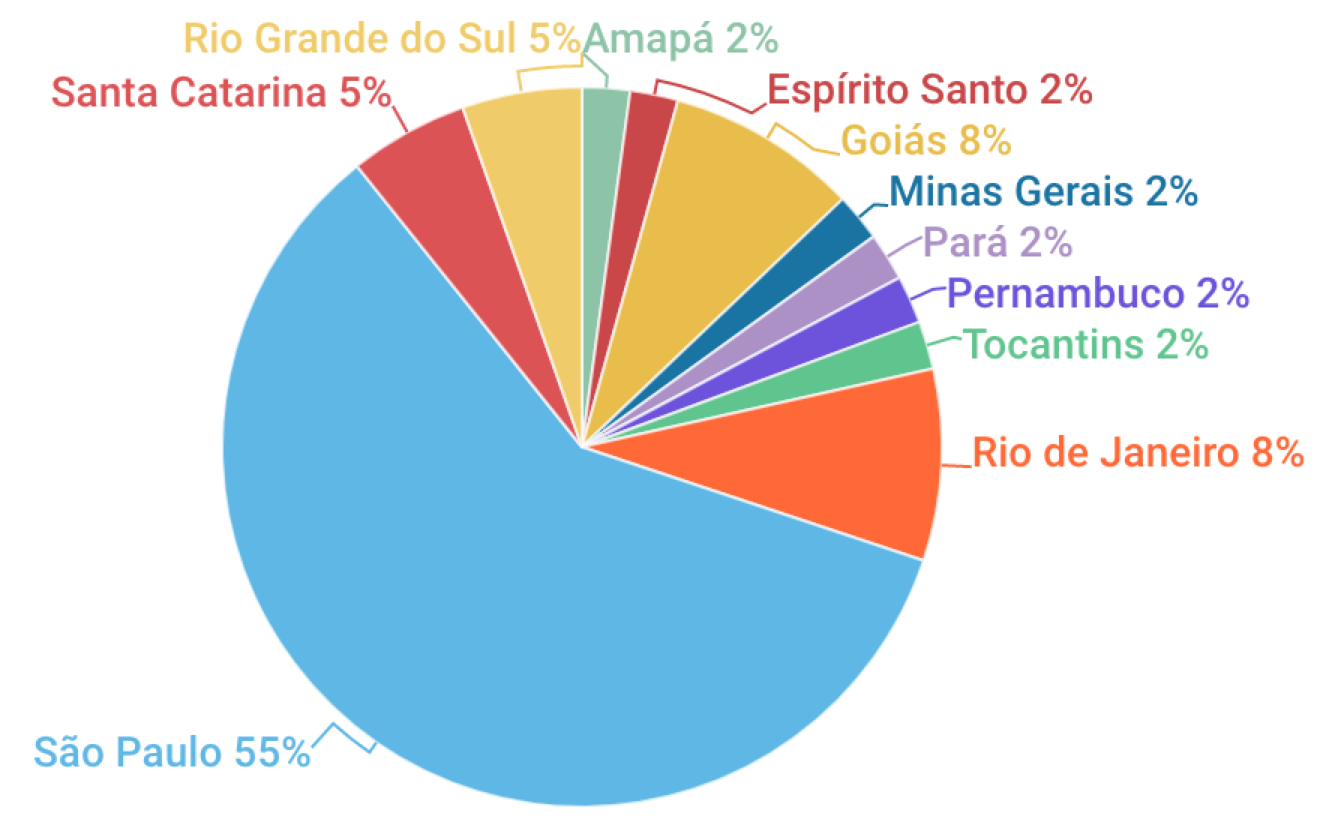 Rio Grande do Sul 5%
Amapá 2%
Santa Catarina 5%
Espírito Santo 2%
Goiás 8%
Minas Gerais 2%
Pará 2%
Pernambuco 2%
Tocantins 2%
Rio de Janeiro 8%
São Paulo 55%